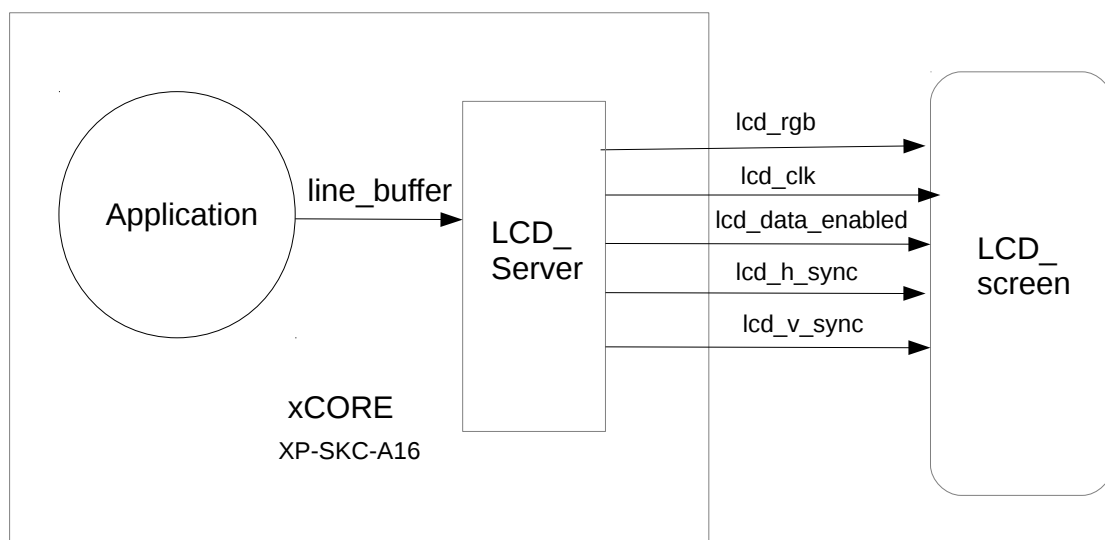 lcd_rgb
lcd_clk
line_buffer
Application
lcd_data_enabled
LCD_
Server
LCD_
screen
lcd_h_sync
lcd_v_sync
xCORE
XP-SKC-A16